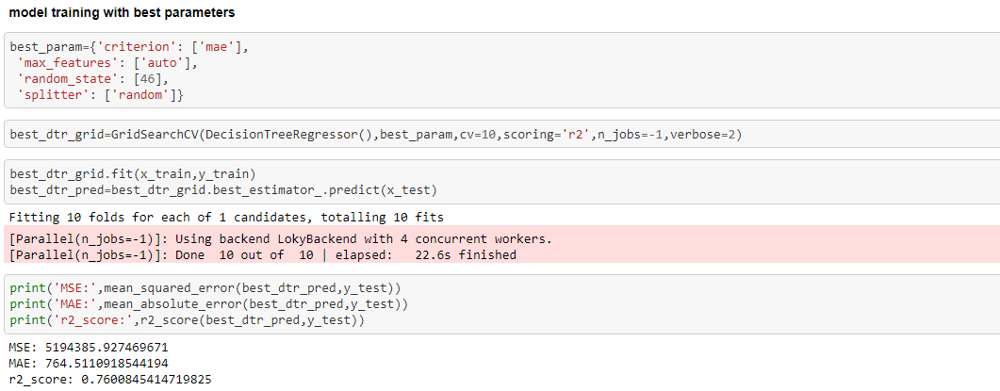 model training with best parameters
best_param={'criterion': ['mae'],
 'max_features': ['auto'],
 'random_state': [46],
 'splitter': ['random']}
best_dtr_grid=GridSearchCV(DecisionTreeRegressor(),best_param,cv=10,scoring='r2',n_jobs=-1,verbose=2)
best_dtr_grid.fit(x_train,y_train)
best_dtr_pred=best_dtr_grid.best_estimator_.predict(x_test)
Fitting 10 folds for each of 1 candidates, totalling 10 fits
[Parallel(n_jobs=-1)]: Using backend LokyBackend with 4 concurrent workers.
[Parallel(n_jobs=-1)]: Done  10 out of  10 | elapsed:   22.6s finished
print('MSE:',mean_squared_error(best_dtr_pred,y_test))
print('MAE:',mean_absolute_error(best_dtr_pred,y_test))
print('r2_score:',r2_score(best_dtr_pred,y_test))
MSE: 5194385.927469671
MAE: 764.5110918544194
r2_score: 0.7600845414719825